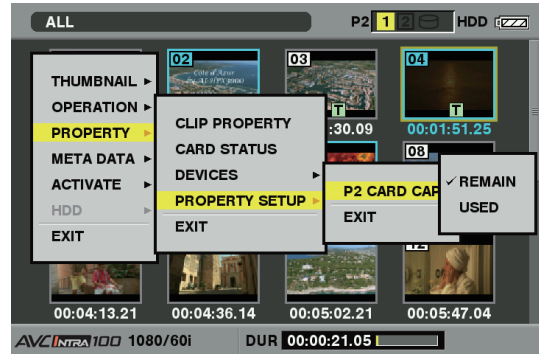 ALL P2 1 2 HDD
02 03 04
Côte d'Azur
T T
:30.09 00:01:51.25
THUMBNAIL
OPERATION
PROPERTY
META DATA
ACTIVATE
HDD
EXIT
CLIP PROPERTY
CARD STATUS
DEVICES
PROPERTY SETUP
EXIT
08
P2 CARD CAP
EXIT
✓ REMAIN
USED
12
00:04:13.21 00:04:36.14 00:05:02.21 00:05:47.04
AVC INTRA 100 1080/60i DUR 00:00:21.05